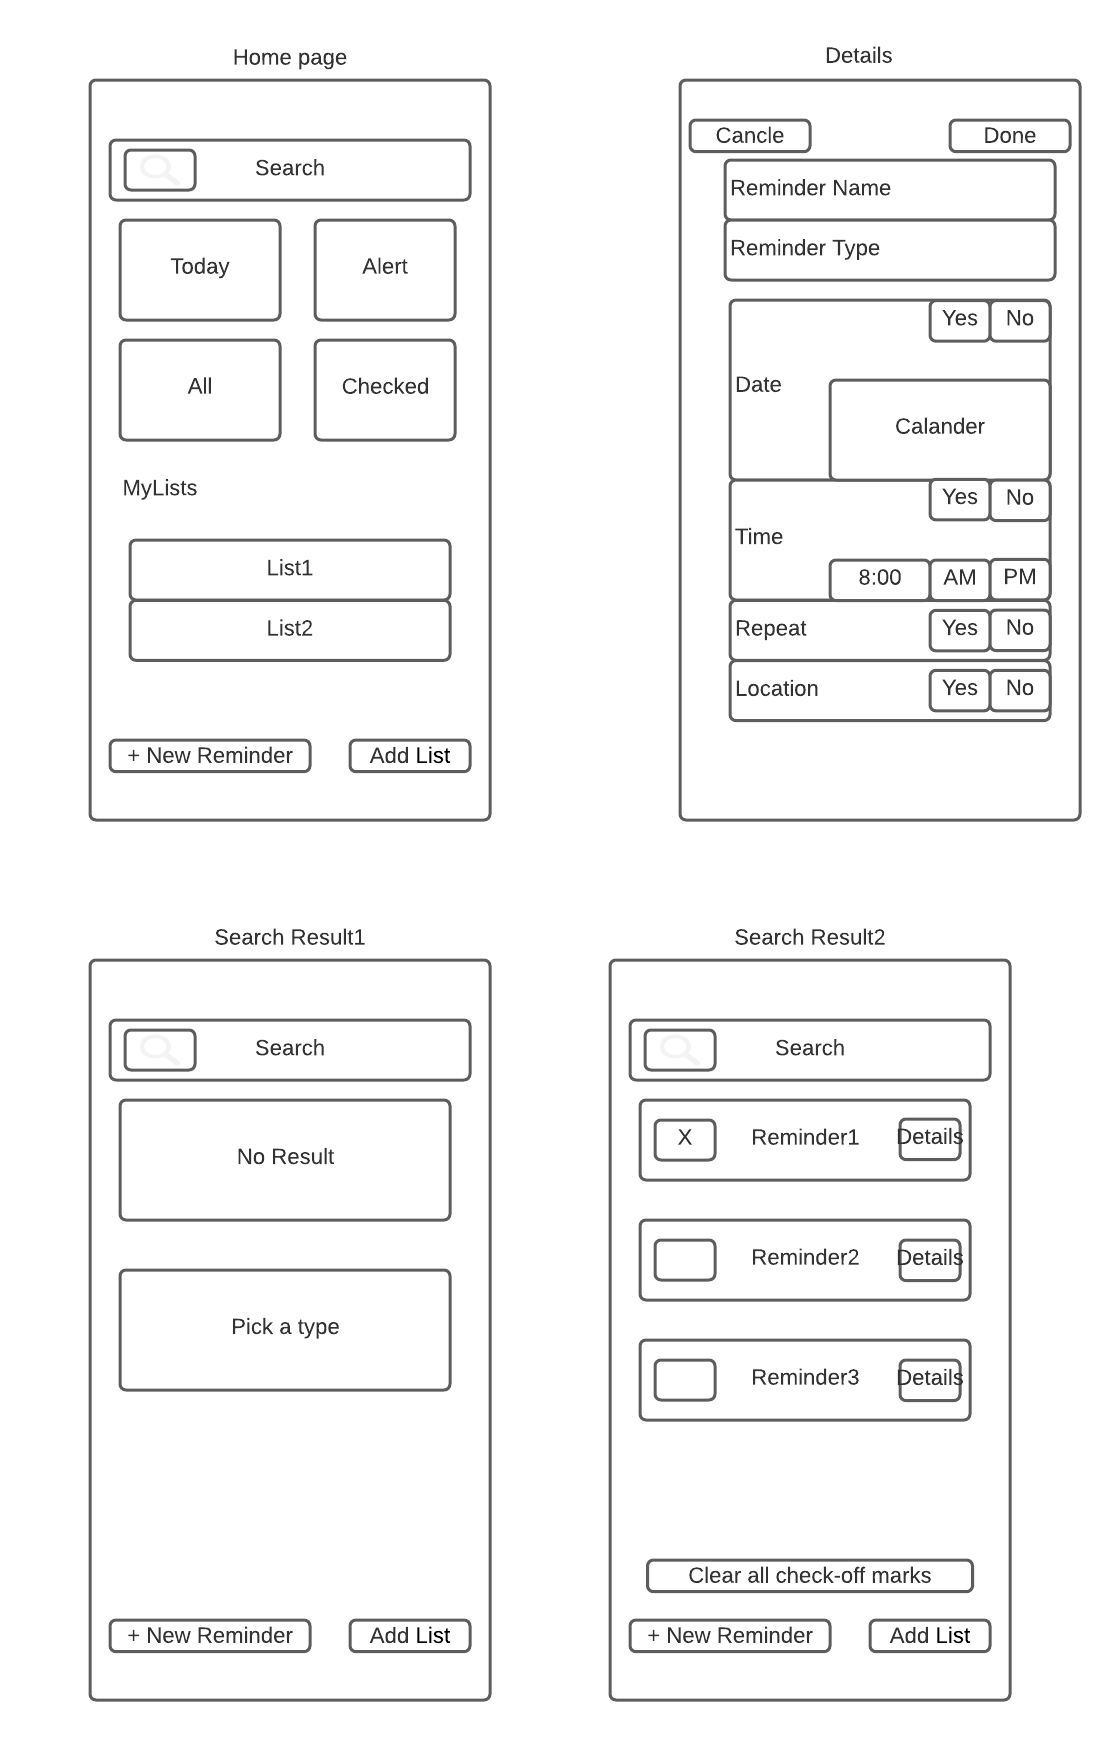 Home page
Search
Today
Alert
All
Checked
MyLists
List1
List2
+ New Reminder
Add List
Details
Cancle
Done
Reminder Name
Reminder Type
Yes
No
Date
Calander
Yes
No
Time
8:00
AM
PM
Repeat
Yes
No
Location
Yes
No
Search Result1
Search
No Result
Pick a type
+ New Reminder
Add List
Search Result2
Search
X
Reminder1
Details
Reminder2
Details
Reminder3
Details
Clear all check-off marks
+ New Reminder
Add List